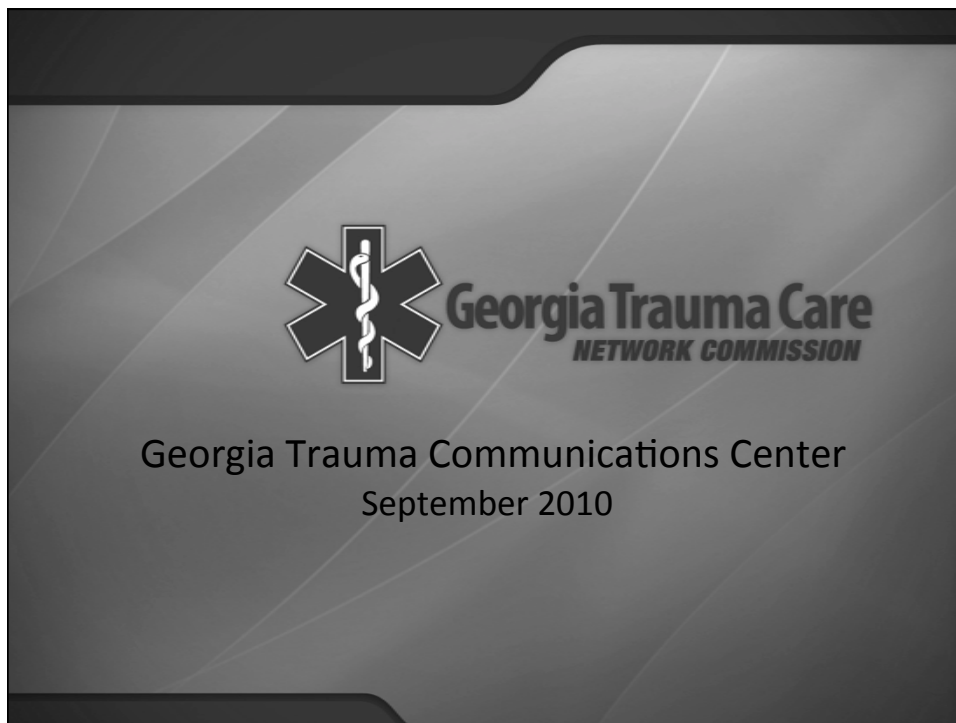 Georgia Trauma Care
NETWORK COMMISSION
Georgia Trauma Communications Center
September 2010